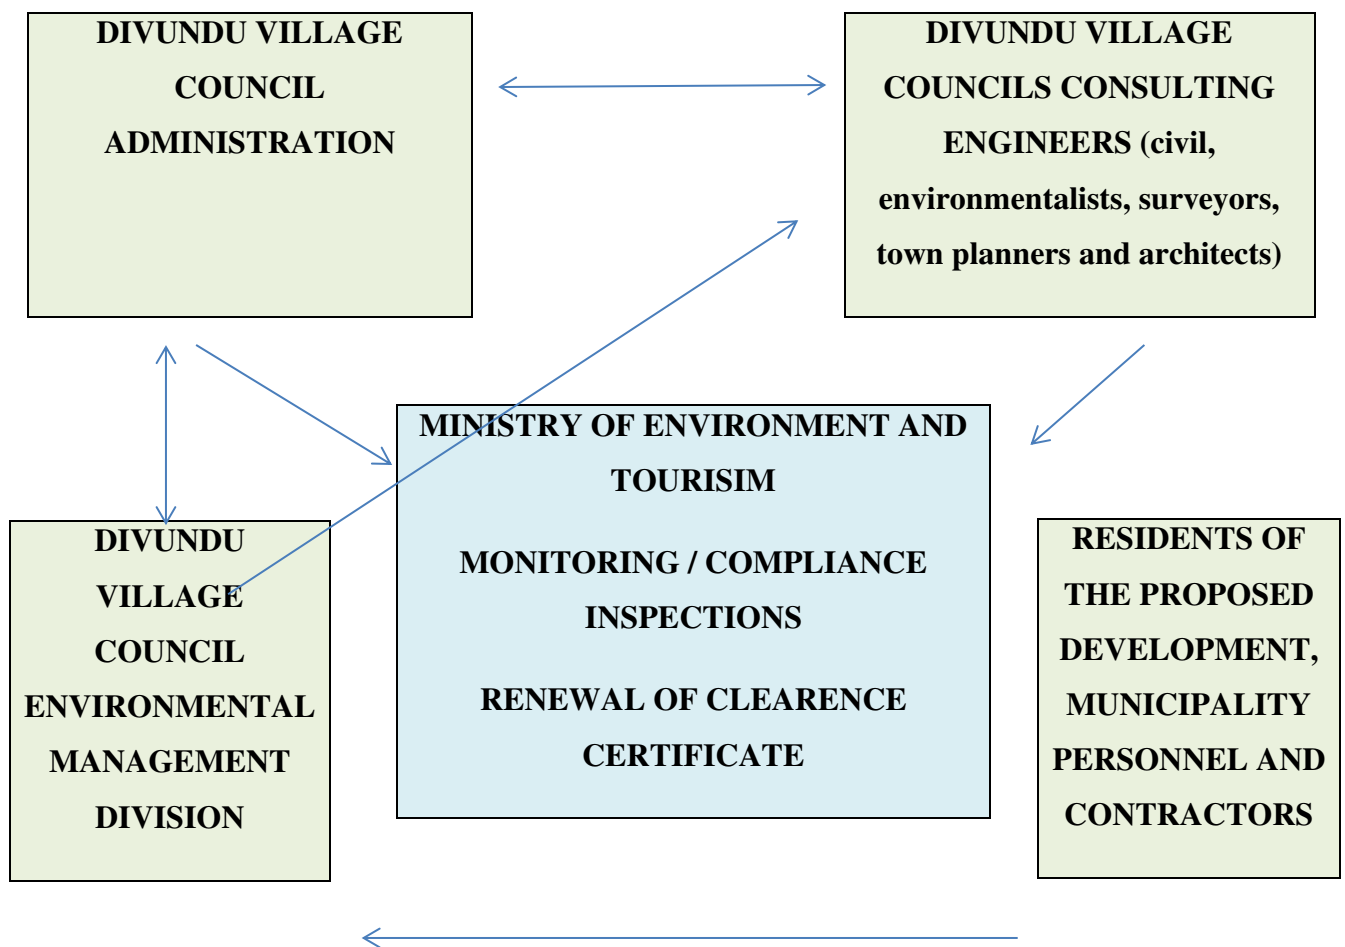 DIVUNDU VILLAGE
COUNCIL
ADMINISTRATION
DIVUNDU VILLAGE
COUNCILS CONSULTING
ENGINEERS (civil,
environmentalists, surveyors,
town planners and architects)
MINISTRY OF ENVIRONMENT AND
TOURISIM
MONITORING / COMPLIANCE
INSPECTIONS
RENEWAL OF CLEARENCE
CERTIFICATE
DIVUNDU
VILLAGE
COUNCIL
ENVIRONMENTAL
MANAGEMENT
DIVISION
RESIDENTS OF
THE PROPOSED
DEVELOPMENT,
MUNICIPALITY
PERSONNEL AND
CONTRACTORS